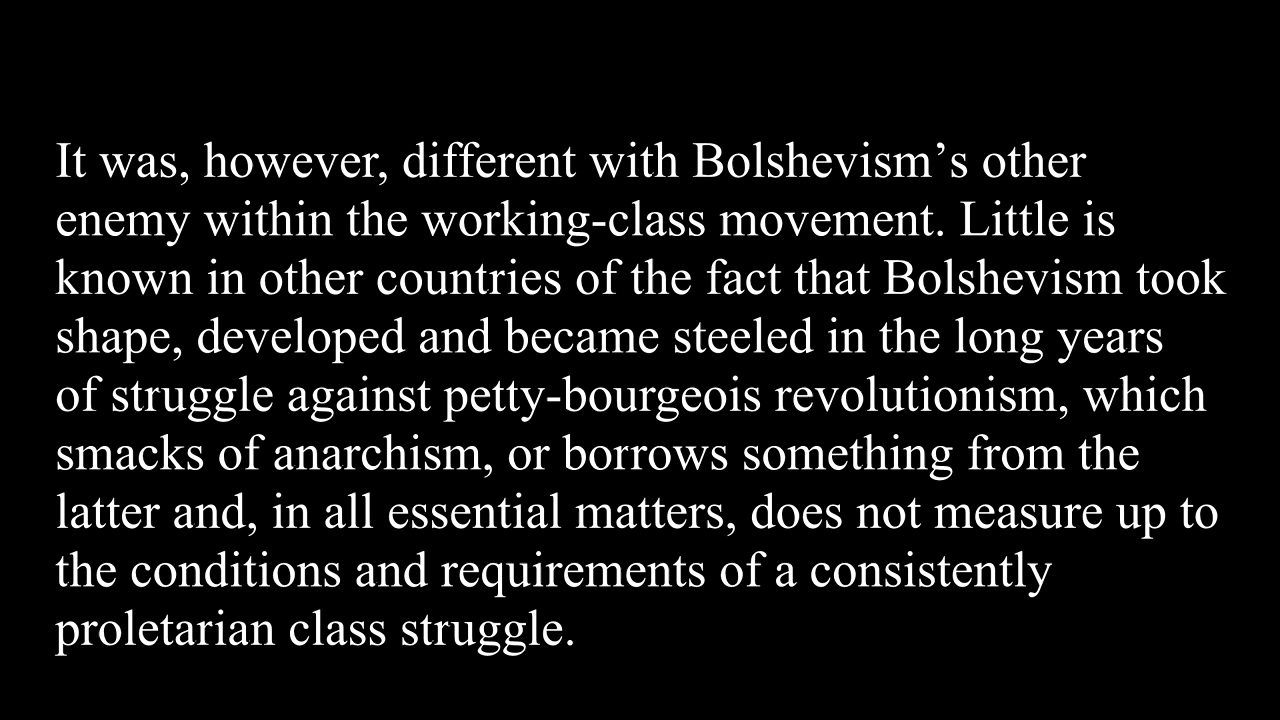 It was, however, different with Bolshevism’s other
enemy within the working-class movement. Little is
known in other countries of the fact that Bolshevism took
shape, developed and became steeled in the long years
of struggle against petty-bourgeois revolutionism, which
smacks of anarchism, or borrows something from the
latter and, in all essential matters, does not measure up to
the conditions and requirements of a consistently
proletarian class struggle.